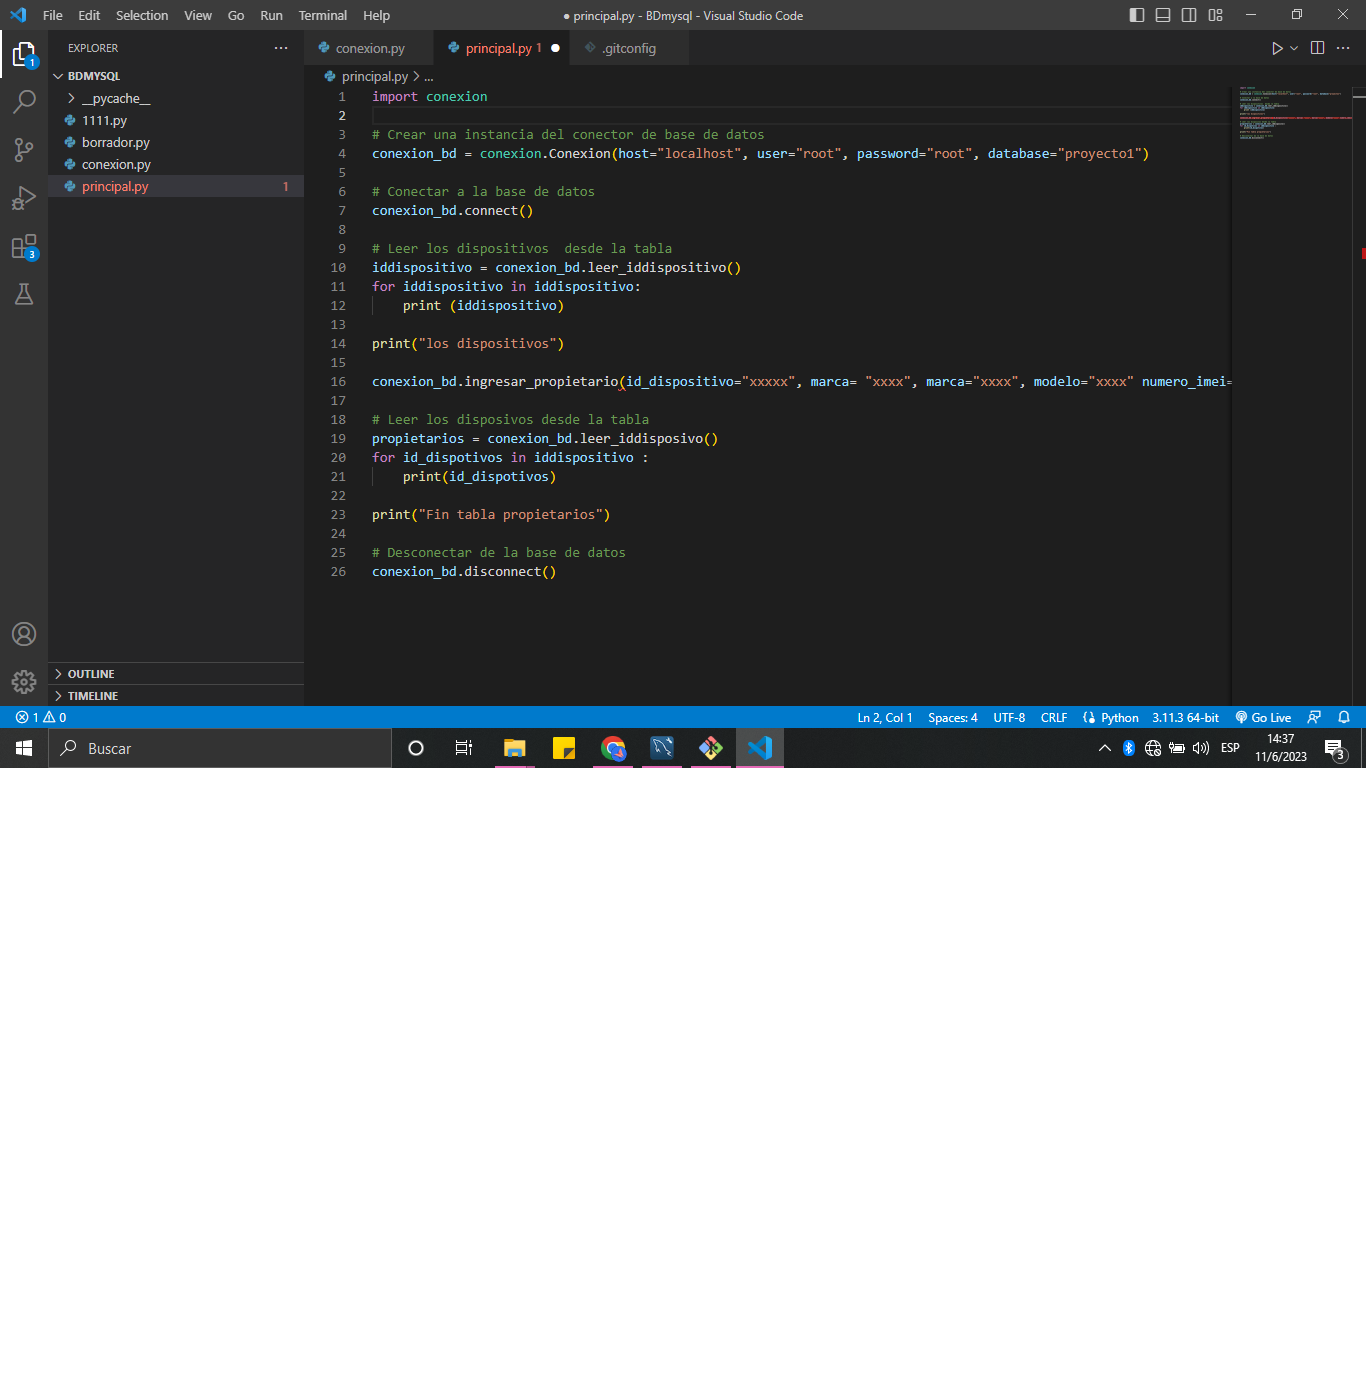 File Edit Selection View Go Run Terminal Help
● principal.py - BDmysql - Visual Studio Code
EXPLORER
conexion.py
principal.py 1
.gitconfig
BDMYSQL
__pycache__
1111.py
borrador.py
conexion.py
principal.py 1
principal.py > ...
1 import conexion
2
3 # Crear una instancia del conector de base de datos
4 conexion_bd = conexion.Conexion(host="localhost", user="root", password="root", database="proyecto1")
5
6 # Conectar a la base de datos
7 conexion_bd.connect()
8
9 # Leer los dispositivos  desde la tabla
10 iddispositivo = conexion_bd.leer_iddispositivo()
11 for iddispositivo in iddispositivo:
12     print (iddispositivo)
13
14 print("los dispositivos")
15
16 conexion_bd.ingresar_propietario(id_dispositivo="xxxxx", marca= "xxxx", marca="xxxx", modelo="xxxx" numero_imei=
17
18 # Leer los disposivos desde la tabla
19 propietarios = conexion_bd.leer_iddisposivo()
20 for id_dispotivos in iddispositivo :
21     print(id_dispotivos)
22
23 print("Fin tabla propietarios")
24
25 # Desconectar de la base de datos
26 conexion_bd.disconnect()
1
3
OUTLINE
TIMELINE
1 0
Ln 2, Col 1 Spaces: 4 UTF-8 CRLF Python 3.11.3 64-bit Go Live
Buscar
ESP
14:37
11/6/2023
3